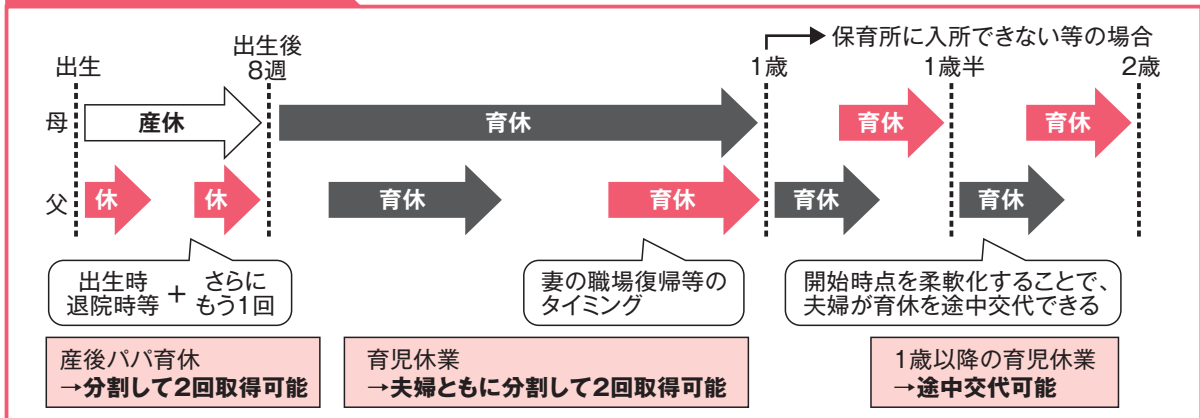 出生
出生後
8週
1歳
保育所に入所できない等の場合
1歳半
2歳
母
産休
育休
育休
育休
父
休
休
育休
育休
育休
育休
出生時
退院時等
+
さらに
もう1回
妻の職場復帰等の
タイミング
開始時点を柔軟化することで、
夫婦が育休を途中交代できる
産後パパ育休
→分割して2回取得可能
育児休業
→夫婦ともに分割して2回取得可能
1歳以降の育児休業
→途中交代可能